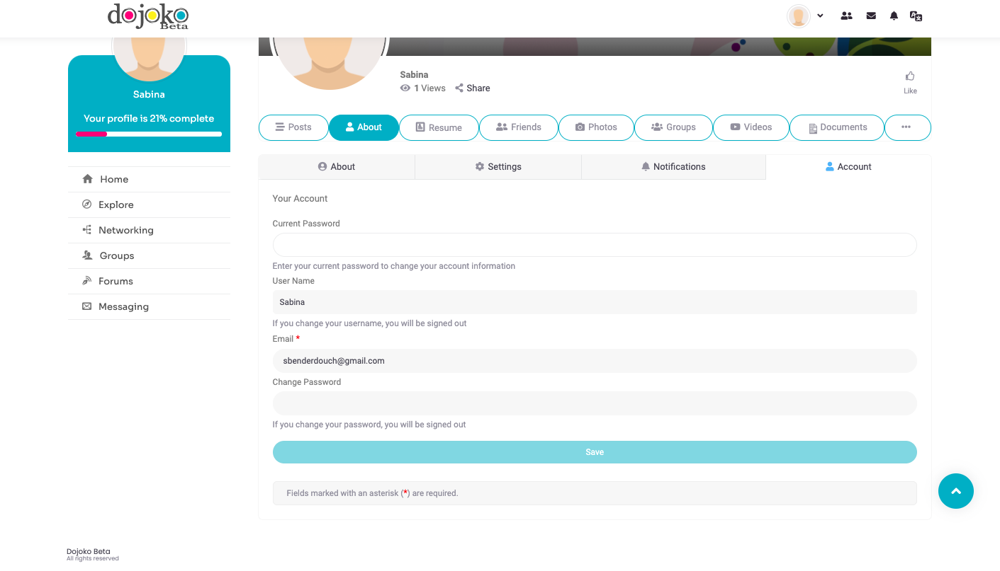 dojoko
Beta
Sabina
Your profile is 21% complete
Home
Explore
Networking
Groups
Forums
Messaging
Sabina
1 Views Share
Like
Posts About Resume Friends Photos Groups Videos Documents
About Settings Notifications Account
Your Account
Current Password
Enter your current password to change your account information
User Name
Sabina
If you change your username, you will be signed out
Email *
sbenderdouch@gmail.com
Change Password
If you change your password, you will be signed out
Save
Fields marked with an asterisk (*) are required.
Dojoko Beta
All rights reserved